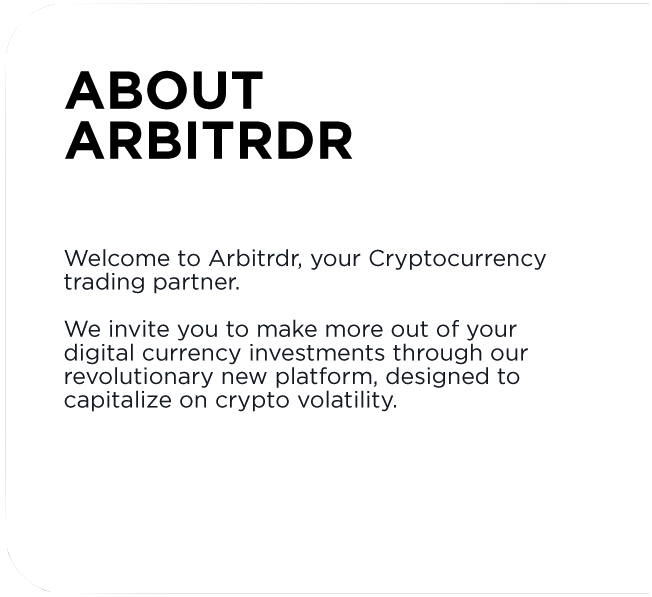 ABOUT
ARBITRDR
Welcome to Arbitrdr, your Cryptocurrency
trading partner.
We invite you to make more out of your
digital currency investments through our
revolutionary new platform, designed to
capitalize on crypto volatility.